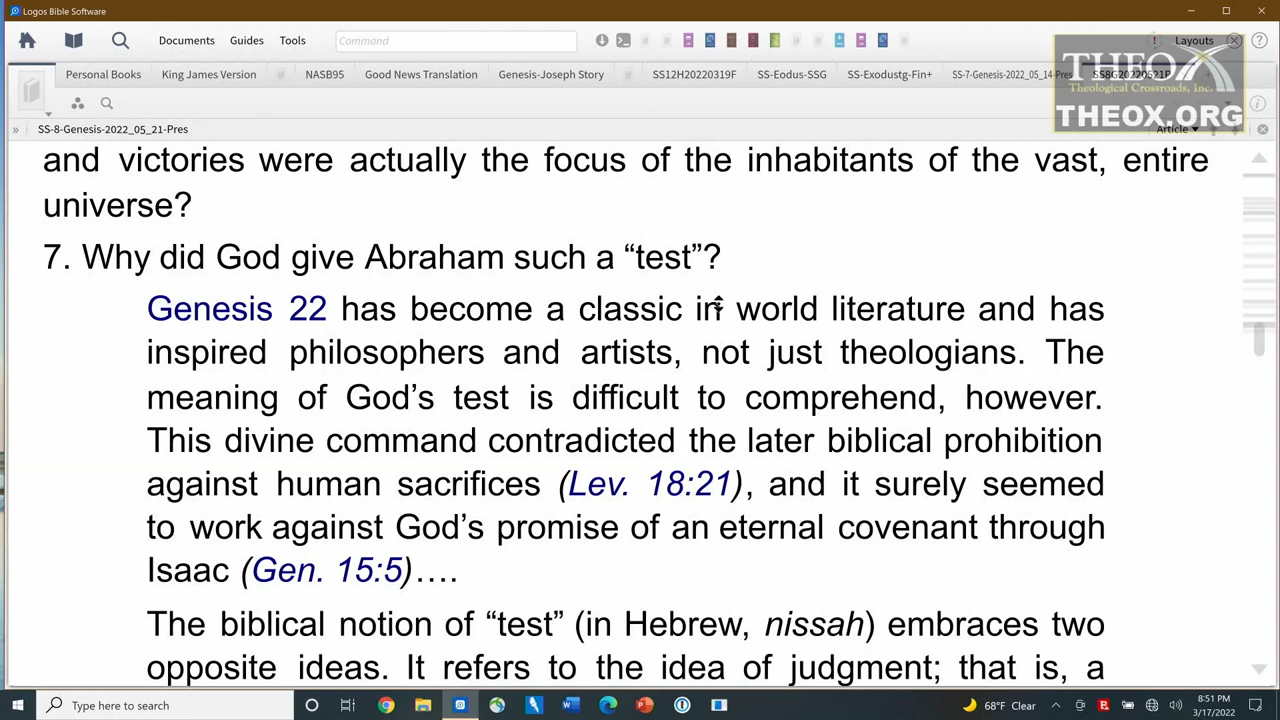 Logos Bible Software
Documents Guides Tools Command Layouts
Personal Books King James Version NASB95 Good News Translation Genesis-Joseph Story SS12H20220319F SS-Eodus-SSG SS-Exodustg-Fin+ SS-7-Genesis-2022_05_14-Pres SS8G20220521P
THEOX
Theological Crossroads, Inc.
THEOX.ORG
SS-8-Genesis-2022_05_21-Pres Article
and victories were actually the focus of the inhabitants of the vast, entire
universe?
7. Why did God give Abraham such a “test”?
Genesis 22 has become a classic in world literature and has
inspired philosophers and artists, not just theologians. The
meaning of God’s test is difficult to comprehend, however.
This divine command contradicted the later biblical prohibition
against human sacrifices (Lev. 18:21), and it surely seemed
to work against God’s promise of an eternal covenant through
Isaac (Gen. 15:5)….
The biblical notion of “test” (in Hebrew, nissah) embraces two
opposite ideas. It refers to the idea of judgment; that is, a
Type here to search 68°F Clear 8:51 PM
3/17/2022